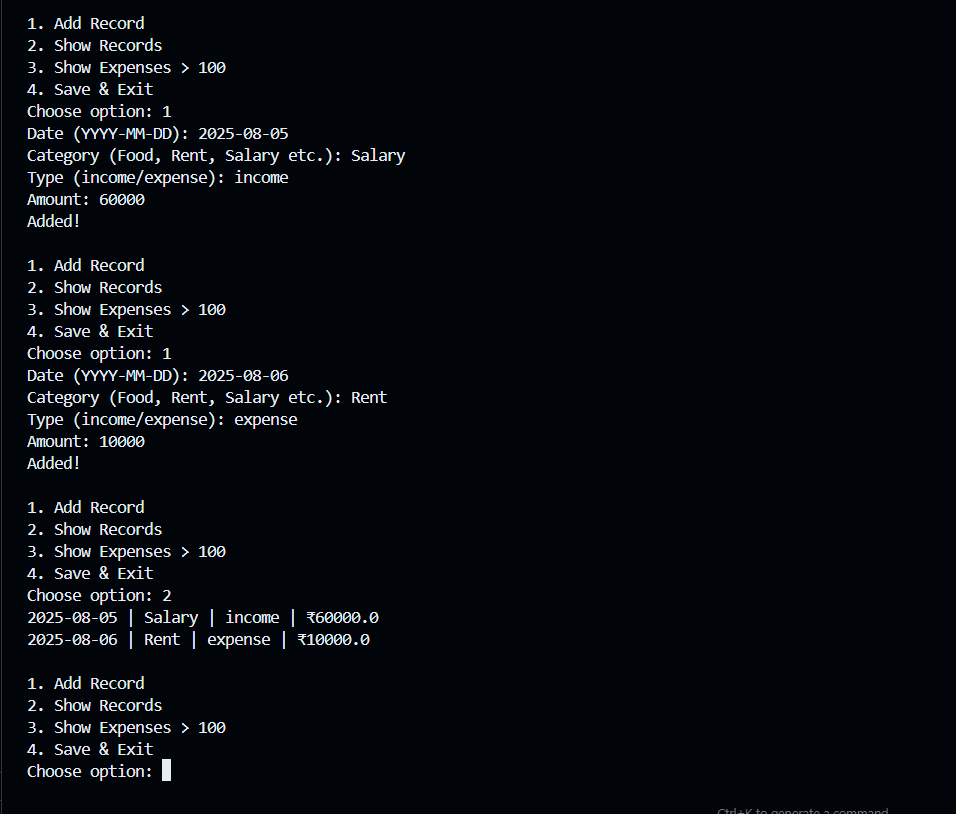 1. Add Record
2. Show Records
3. Show Expenses > 100
4. Save & Exit
Choose option: 1
Date (YYYY-MM-DD): 2025-08-05
Category (Food, Rent, Salary etc.): Salary
Type (income/expense): income
Amount: 60000
Added!
1. Add Record
2. Show Records
3. Show Expenses > 100
4. Save & Exit
Choose option: 1
Date (YYYY-MM-DD): 2025-08-06
Category (Food, Rent, Salary etc.): Rent
Type (income/expense): expense
Amount: 10000
Added!
1. Add Record
2. Show Records
3. Show Expenses > 100
4. Save & Exit
Choose option: 2
2025-08-05 | Salary | income | ₹60000.0
2025-08-06 | Rent | expense | ₹10000.0
1. Add Record
2. Show Records
3. Show Expenses > 100
4. Save & Exit
Choose option:
Ctrl+K to generate a command